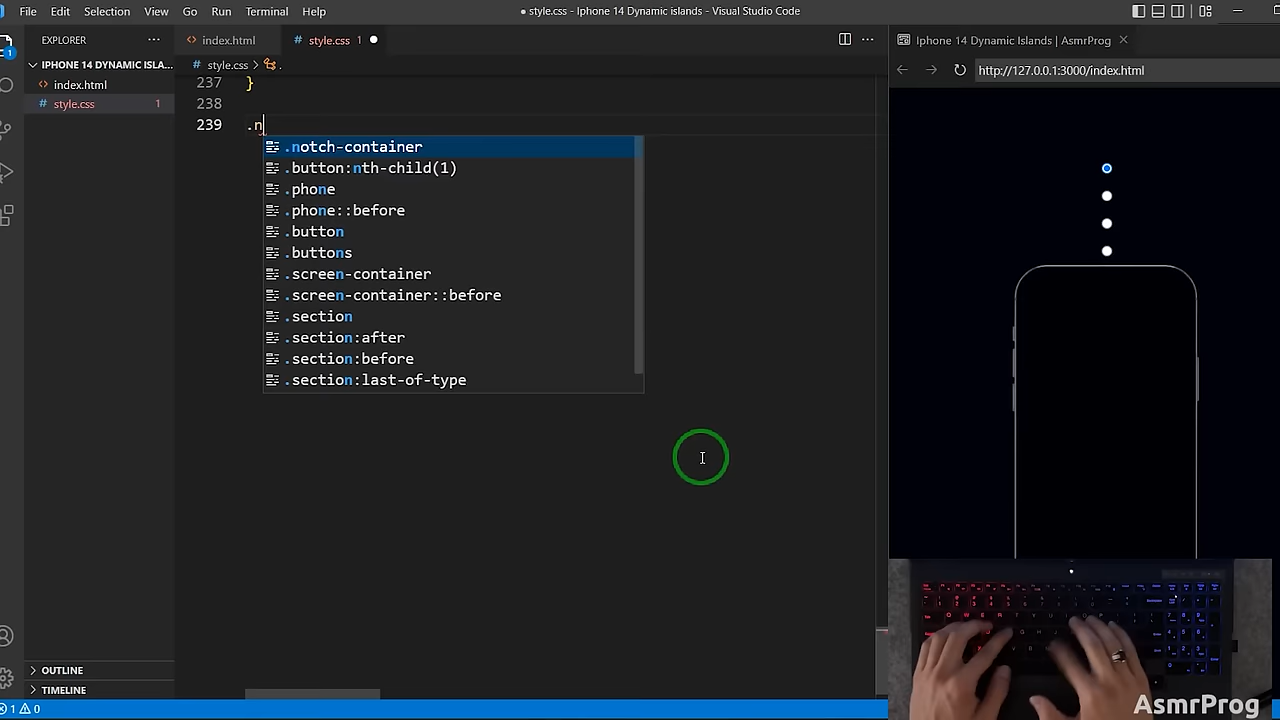 File Edit Selection View Go Run Terminal Help
● style.css - Iphone 14 Dynamic islands - Visual Studio Code
EXPLORER
IPHONE 14 DYNAMIC ISLA...
index.html
style.css 1
OUTLINE
TIMELINE
1 0
index.html
style.css 1
style.css > .
237 }
238
239 .n
.notch-container
.button:nth-child(1)
.phone
.phone::before
.button
.buttons
.screen-container
.screen-container::before
.section
.section:after
.section:before
.section:last-of-type
Iphone 14 Dynamic Islands | AsmrProg
http://127.0.0.1:3000/index.html
AsmrProg